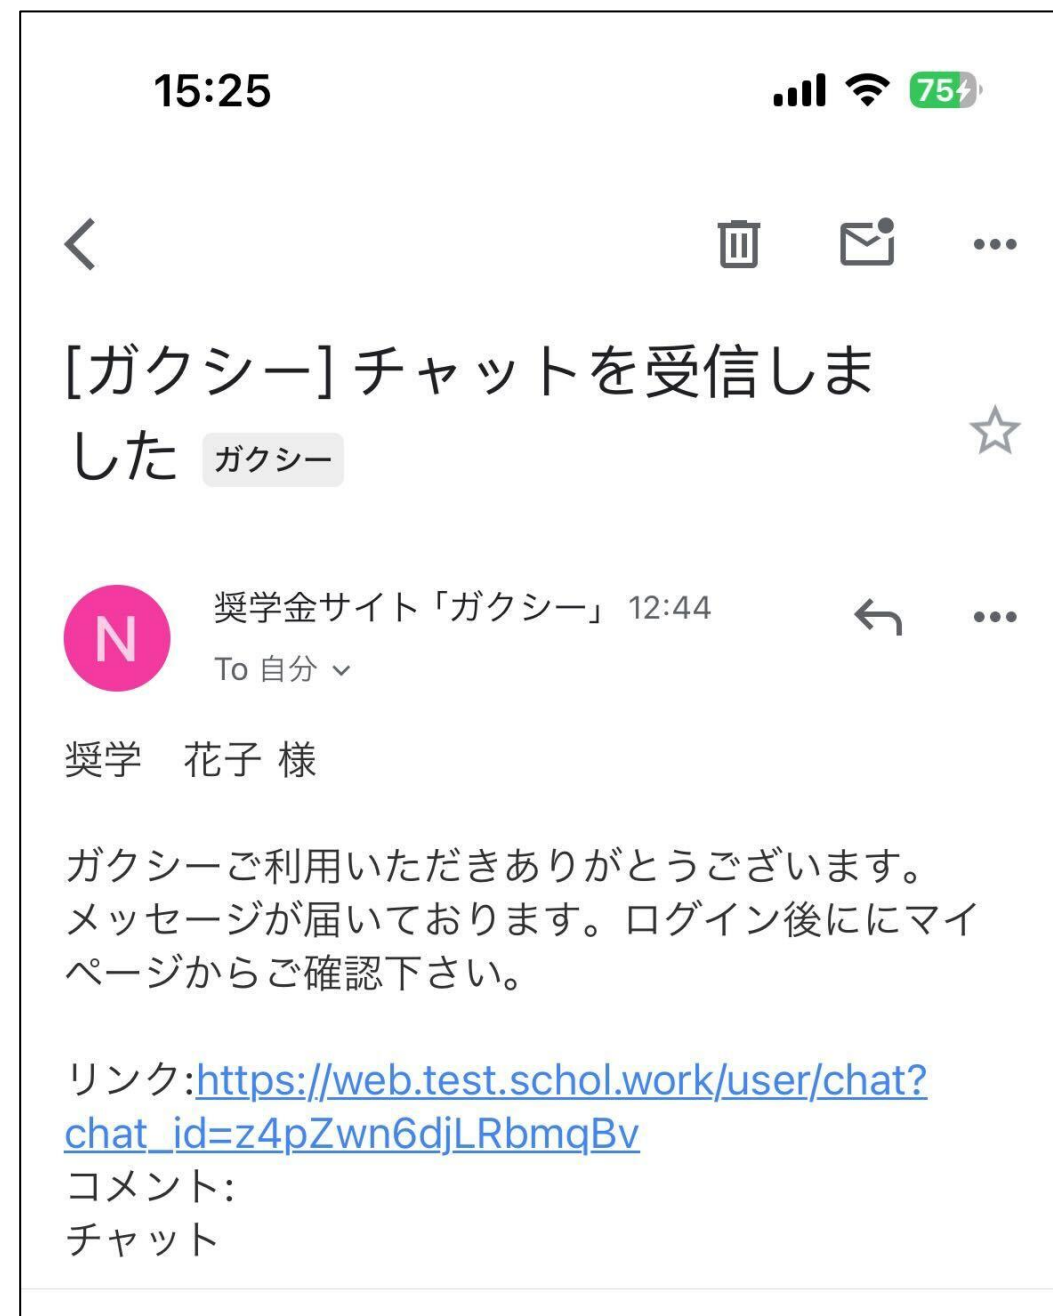 15:25
75
[ガクシー] チャットを受信しま
した ガクシー
N
奨学金サイト「ガクシー」 12:44
To 自分
奨学　花子 様
ガクシーご利用いただきありがとうございます。
メッセージが届いております。ログイン後ににマイ
ページからご確認下さい。
リンク:https://web.test.schol.work/user/chat?
chat_id=z4pZwn6djLRbmqBv
コメント:
チャット